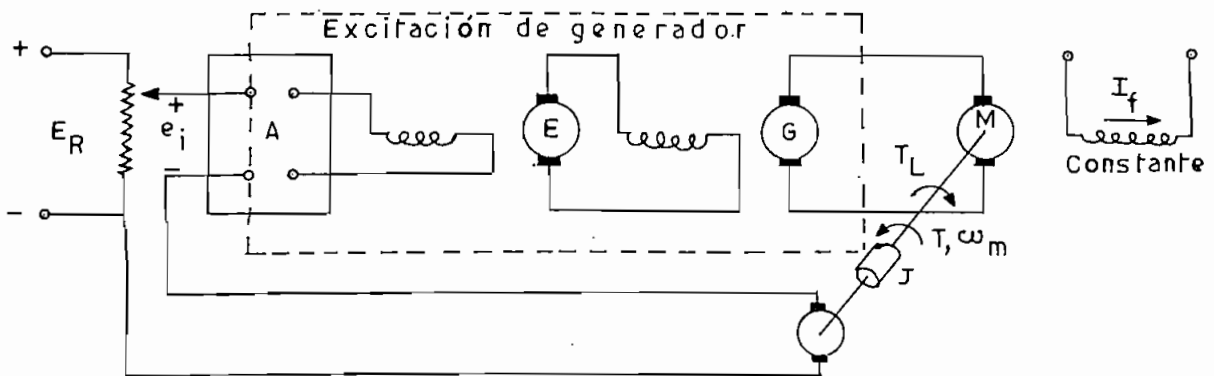 Excitación de generador
+
E_R
-
+
e_i
-
A
E
G
M
I_f
Constante
T_L
T, ω_m
J